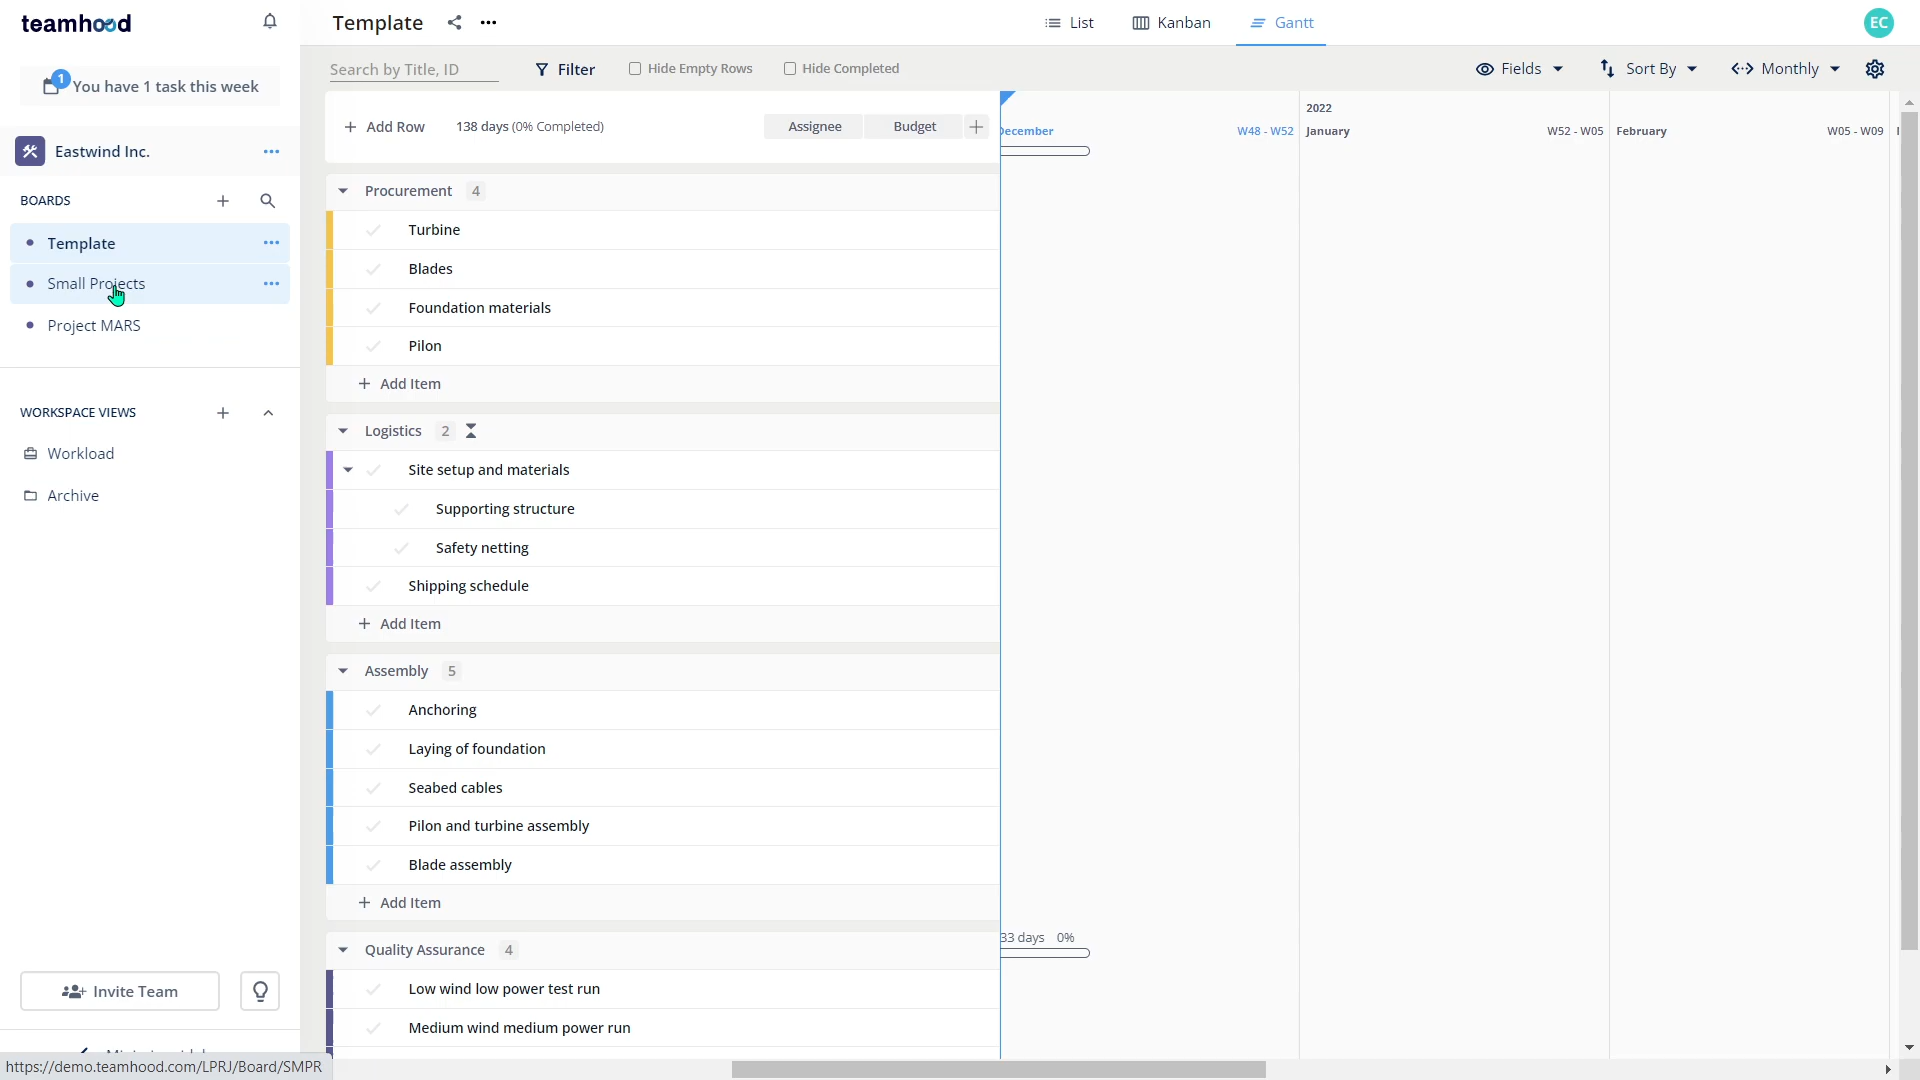 teamhood
Template
List
Kanban
Gantt
EC
1
You have 1 task this week
Search by Title, ID
Filter
Hide Empty Rows
Hide Completed
Fields
Sort By
Monthly
Eastwind Inc.
BOARDS
Template
Small Projects
Project MARS
WORKSPACE VIEWS
Workload
Archive
Invite Team
https://demo.teamhood.com/LPRJ/Board/SMPR
Add Row
138 days (0% Completed)
Assignee
Budget
2022
December
W48 - W52
January
W52 - W05
February
W05 - W09
Procurement 4
Turbine
Blades
Foundation materials
Pilon
Add Item
Logistics 2
Site setup and materials
Supporting structure
Safety netting
Shipping schedule
Add Item
Assembly 5
Anchoring
Laying of foundation
Seabed cables
Pilon and turbine assembly
Blade assembly
Add Item
33 days 0%
Quality Assurance 4
Low wind low power test run
Medium wind medium power run